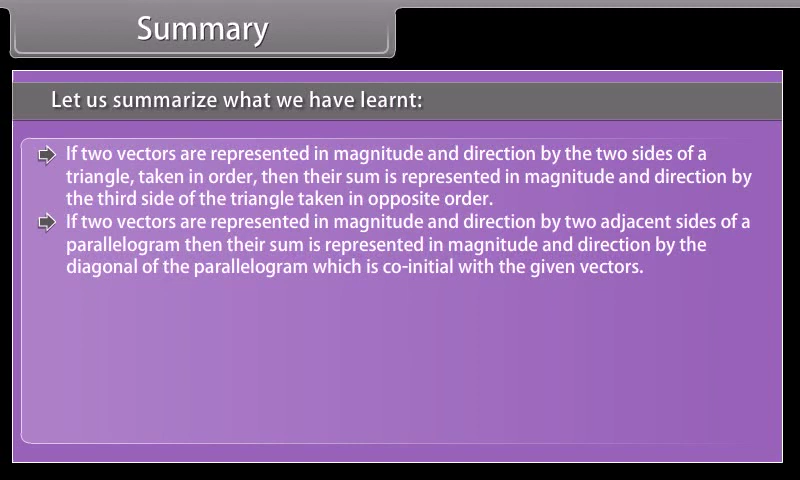 Summary
Let us summarize what we have learnt:
If two vectors are represented in magnitude and direction by the two sides of a
triangle, taken in order, then their sum is represented in magnitude and direction by
the third side of the triangle taken in opposite order.
If two vectors are represented in magnitude and direction by two adjacent sides of a
parallelogram then their sum is represented in magnitude and direction by the
diagonal of the parallelogram which is co-initial with the given vectors.